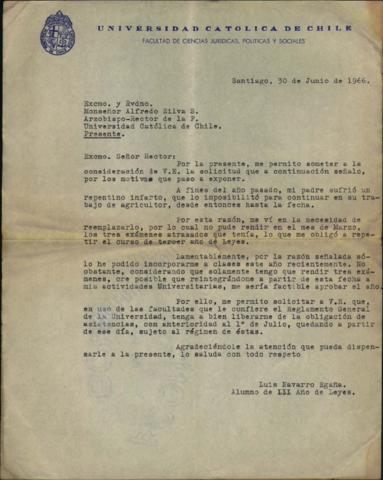 UNIVERSIDAD CATOLICA DE CHILE
FACULTAD DE CIENCIAS JURIDICAS, POLITICAS Y SOCIALES
Santiago, 30 de Junio de 1966.
Excmo. y Rvdmo.
Monseñor Alfredo Silva S.
Arzobispo-Rector de la P.
Universidad Católica de Chile.
Presente.
Excmo. Señor Rector:
Por la presente, me permito someter a la
consideración de V.E. la solicitud que a continuación señalo,
por los motivos que paso a exponer.
A fines del año pasado, mi padre sufrió un
repentino infarto, que lo imposibilitó para continuar en su tra-
bajo de agricultor, desde entonces hasta la fecha.
Por esta razón, me ví en la necesidad de
reemplazarlo, por lo cual no pude rendir en el mes de Marzo,
los tres exámenes atrasados que tenía, lo que me obligó a repe-
tir el curso de tercer año de Leyes.
Lamentablemente, por la razón señalada só-
lo he podido incorporarme a clases este año recientemente. No
obstante, considerando que solamente tengo que rendir tres exá-
menes, cre posible que reintegrándome a partir de esta fecha a
mis actividades Universitarias, me sería factible aprobar el año.
Por ello, me permito solicitar a V.E. que,
en uso de las facultades que le confiere el Reglamento General
de la Universidad, tenga a bien liberarme de la obligación de
asistencias, con anterioridad al 1° de Julio, quedando a partir
de ese día, sujeto al régimen de éstas.
Agradeciéndole la atención que pueda dispen-
sarle a la presente, lo saluda con todo respeto
Luis Navarro Egaña.
Alumno de III Año de Leyes.